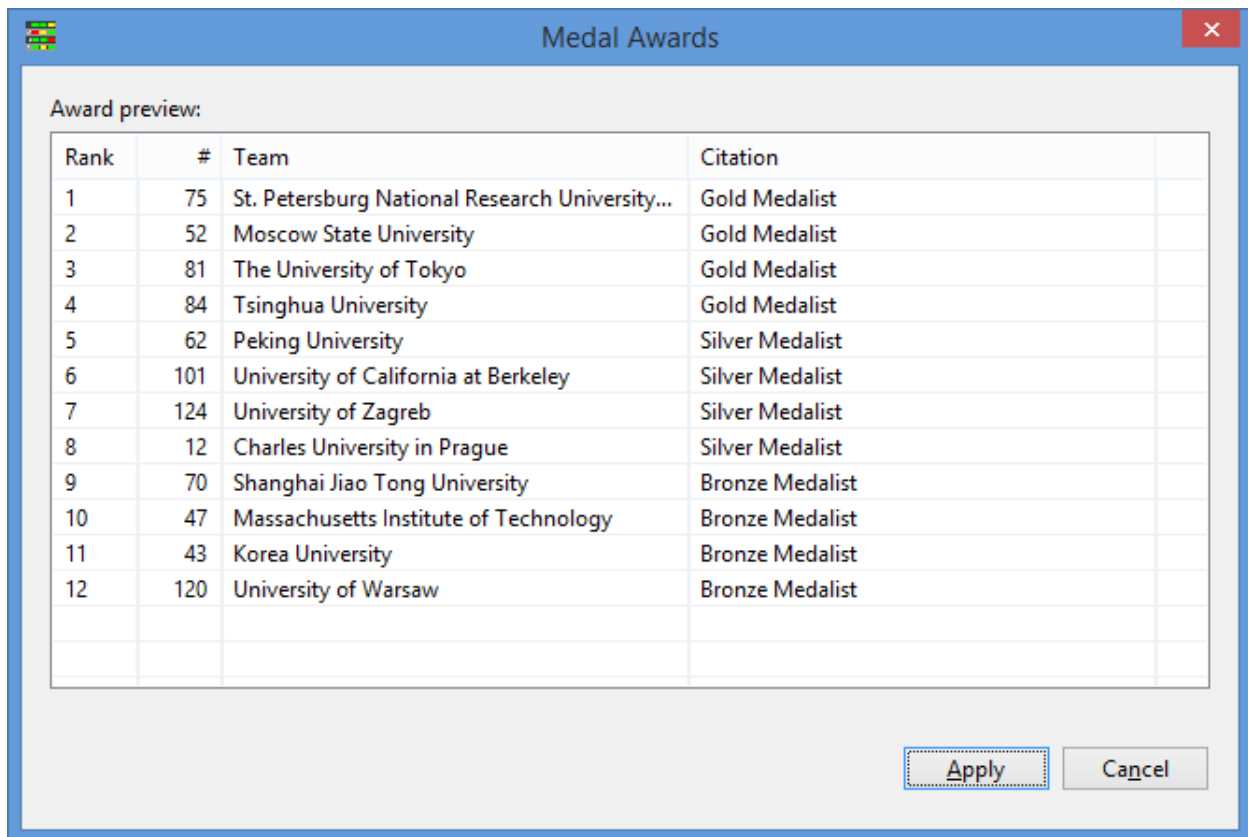 Medal Awards
Award preview:
Rank # Team Citation
1 75 St. Petersburg National Research University... Gold Medalist
2 52 Moscow State University Gold Medalist
3 81 The University of Tokyo Gold Medalist
4 84 Tsinghua University Gold Medalist
5 62 Peking University Silver Medalist
6 101 University of California at Berkeley Silver Medalist
7 124 University of Zagreb Silver Medalist
8 12 Charles University in Prague Silver Medalist
9 70 Shanghai Jiao Tong University Bronze Medalist
10 47 Massachusetts Institute of Technology Bronze Medalist
11 43 Korea University Bronze Medalist
12 120 University of Warsaw Bronze Medalist
Apply Cancel